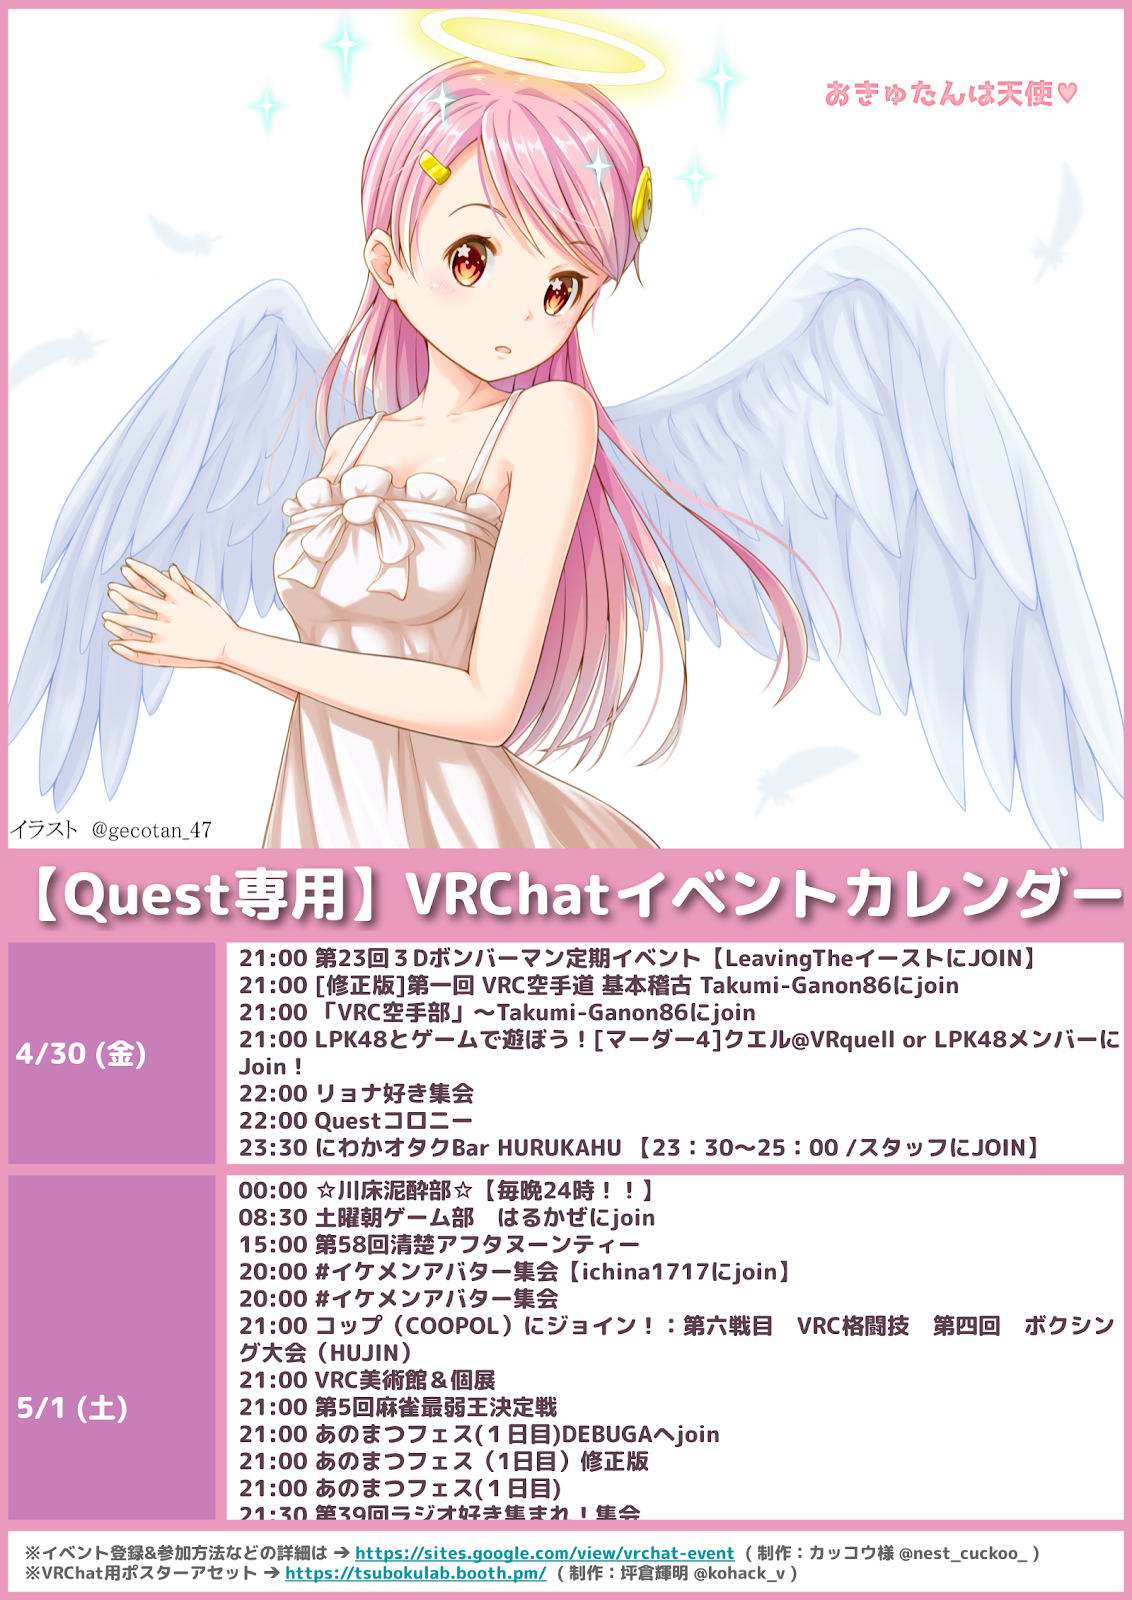 おきゅたんは天使♥
イラスト @gecotan_47
【Quest専用】VRChatイベントカレンダー
4/30 (金)
21:00 第23回３Dボンバーマン定期イベント【LeavingTheイーストにJOIN】
21:00 [修正版]第一回 VRC空手道 基本稽古 Takumi-Ganon86にjoin
21:00 「VRC空手部」〜Takumi-Ganon86にjoin
21:00 LPK48とゲームで遊ぼう！[マーダー4]クエル@VRquell or LPK48メンバーに
Join！
22:00 リョナ好き集会
22:00 Questコロニー
23:30 にわかオタクBar HURUKAHU 【23：30〜25：00 /スタッフにJOIN】
5/1 (土)
00:00 ☆川床泥酔部☆【毎晩24時！！】
08:30 土曜朝ゲーム部　はるかぜにjoin
15:00 第58回清楚アフタヌーンティー
20:00 #イケメンアバター集会【ichina1717にjoin】
20:00 #イケメンアバター集会
21:00 コップ（COOPOL）にジョイン！：第六戦目　VRC格闘技　第四回　ボクシン
グ大会（HUJIN）
21:00 VRC美術館＆個展
21:00 第5回麻雀最弱王決定戦
21:00 あのまつフェス(１日目)DEBUGAへjoin
21:00 あのまつフェス（1日目）修正版
21:00 あのまつフェス(１日目)
21:30 第39回ラジオ好き集まれ！集会
※イベント登録&参加方法などの詳細は ➔ https://sites.google.com/view/vrchat-event （制作：カッコウ様 @nest_cuckoo_ ）
※VRChat用ポスターアセット ➔ https://tsubokulab.booth.pm/ （制作：坪倉輝明 @kohack_v ）